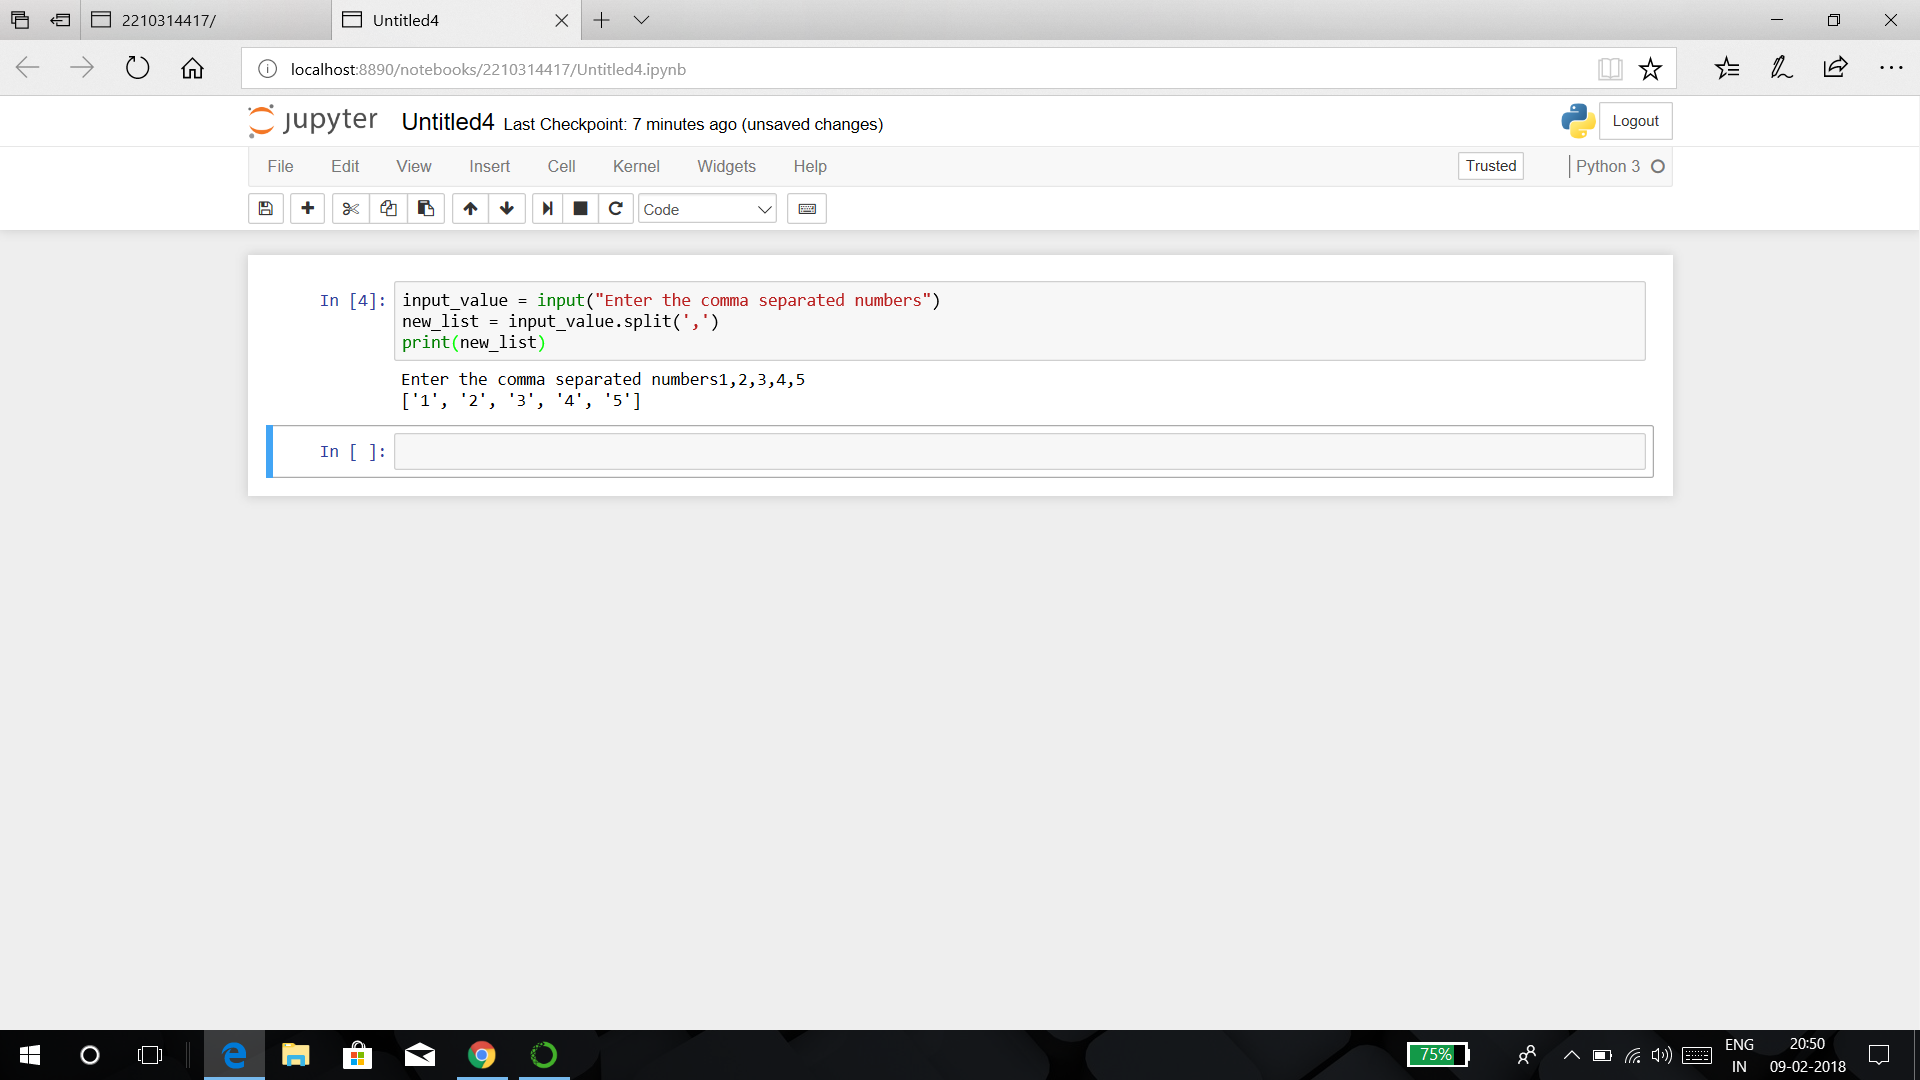 2210314417/
Untitled4
localhost:8890/notebooks/2210314417/Untitled4.ipynb
jupyter Untitled4 Last Checkpoint: 7 minutes ago (unsaved changes)
Logout
File Edit View Insert Cell Kernel Widgets Help
Trusted
Python 3
Code
In [4]: input_value = input("Enter the comma separated numbers")
new_list = input_value.split(',')
print(new_list)
Enter the comma separated numbers1,2,3,4,5
['1', '2', '3', '4', '5']
In [ ]:
75%
ENG
IN
20:50
09-02-2018